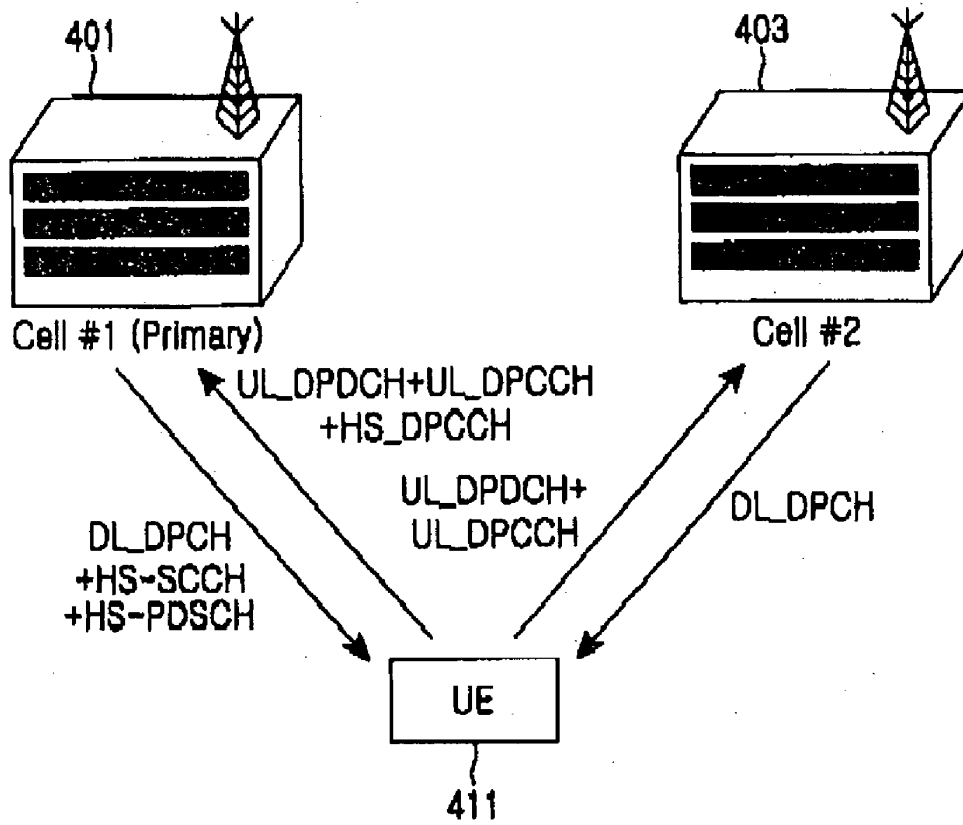 401
403
Cell #1 (Primary)
Cell #2
UL_DPDCH+UL_DPCCH
+HS_DPCCH
UL_DPDCH+
UL_DPCCH
DL_DPCH
DL_DPCH
+HS-SCCH
+HS-PDSCH
UE
411